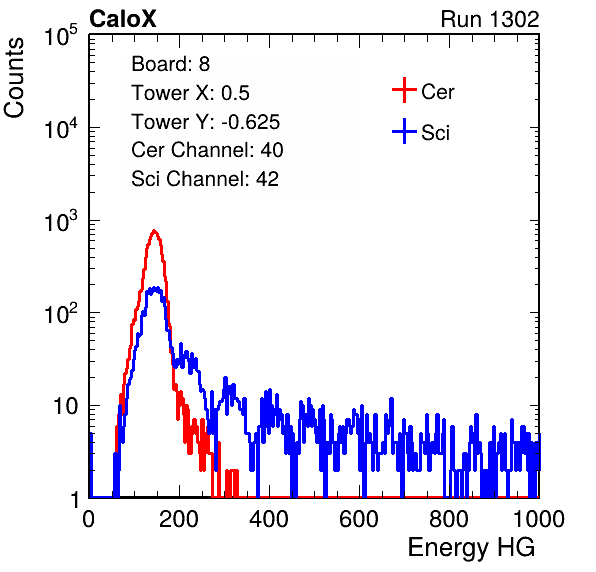 CaloX Run 1302
Counts
10^5
10^4
10^3
10^2
10
1
Board: 8
Tower X: 0.5
Tower Y: -0.625
Cer Channel: 40
Sci Channel: 42
Cer
Sci
0 200 400 600 800 1000
Energy HG